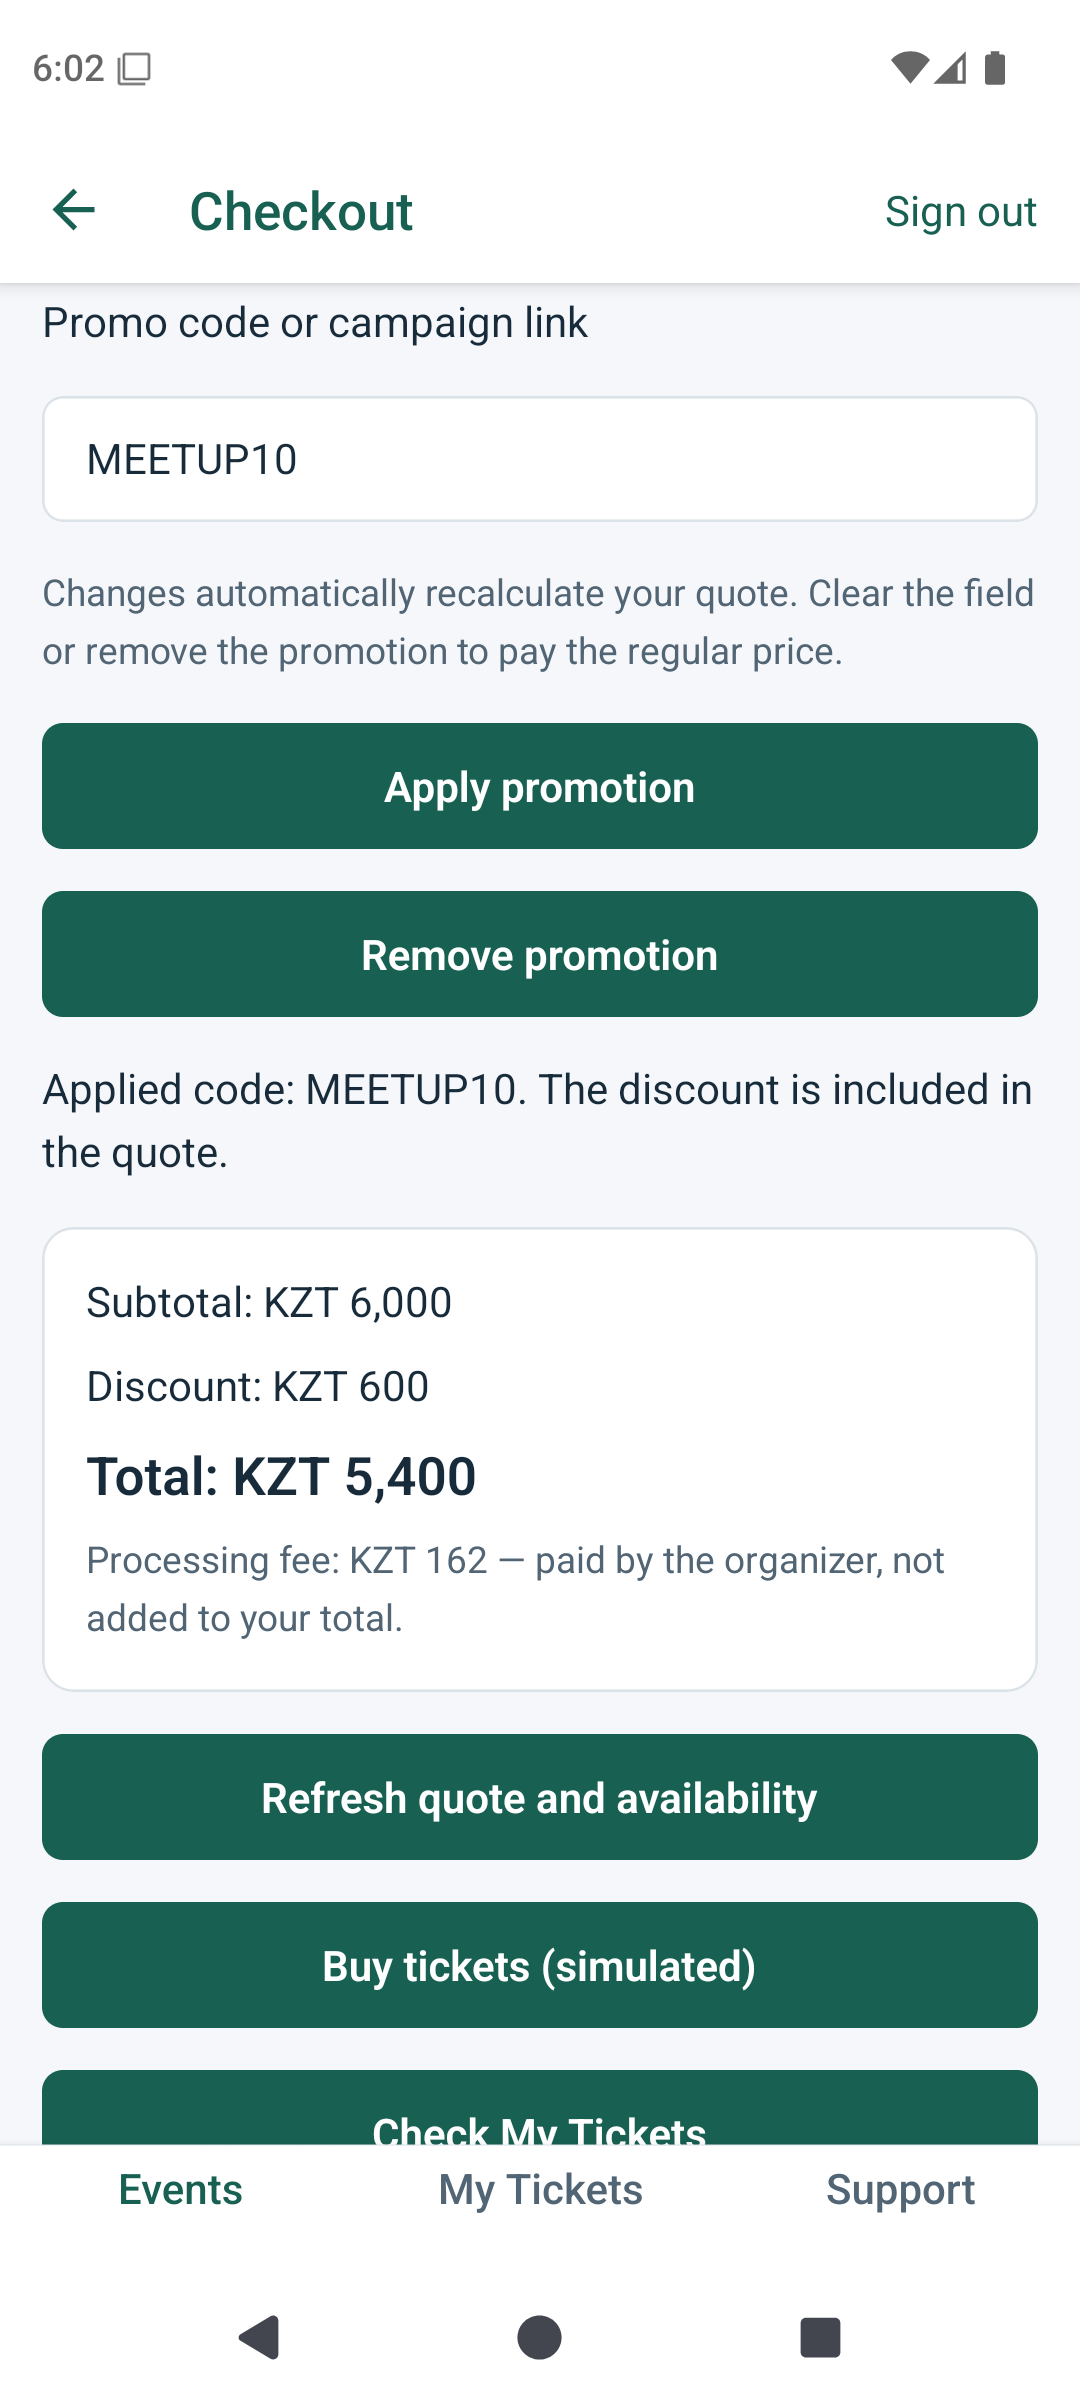 6:02
Checkout
Sign out
Promo code or campaign link
MEETUP10
Changes automatically recalculate your quote. Clear the field
or remove the promotion to pay the regular price.
Apply promotion
Remove promotion
Applied code: MEETUP10. The discount is included in
the quote.
Subtotal: KZT 6,000
Discount: KZT 600
Total: KZT 5,400
Processing fee: KZT 162 — paid by the organizer, not
added to your total.
Refresh quote and availability
Buy tickets (simulated)
Check My Tickets
Events
My Tickets
Support